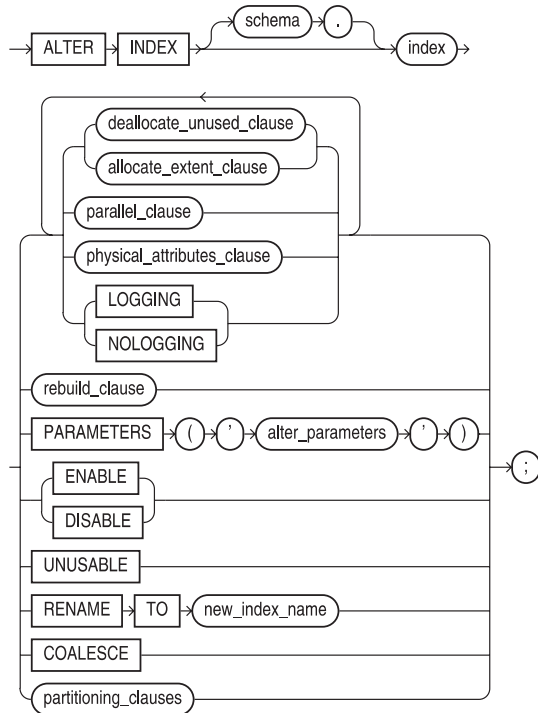 schema .
ALTER INDEX index
deallocate_unused_clause
allocate_extent_clause
parallel_clause
physical_attributes_clause
LOGGING
NOLOGGING
rebuild_clause
PARAMETERS ( ' alter_parameters ' )
ENABLE
DISABLE
;
UNUSABLE
RENAME TO new_index_name
COALESCE
partitioning_clauses